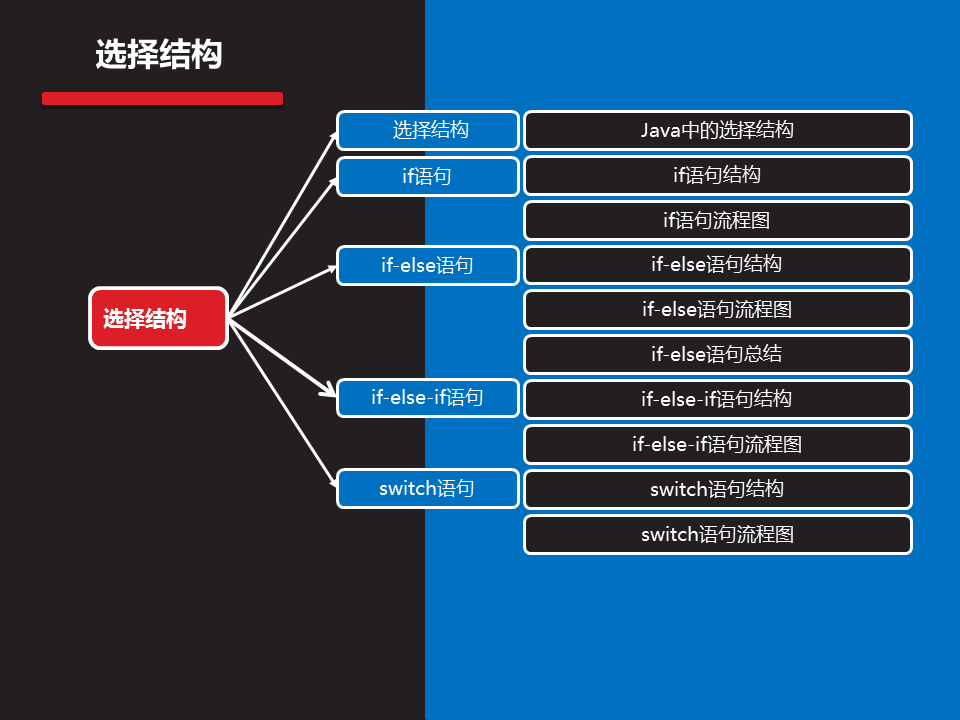 选择结构
选择结构
选择结构
Java中的选择结构
if语句
if语句结构
if语句流程图
if-else语句
if-else语句结构
if-else语句流程图
if-else语句总结
if-else-if语句
if-else-if语句结构
if-else-if语句流程图
switch语句
switch语句结构
switch语句流程图